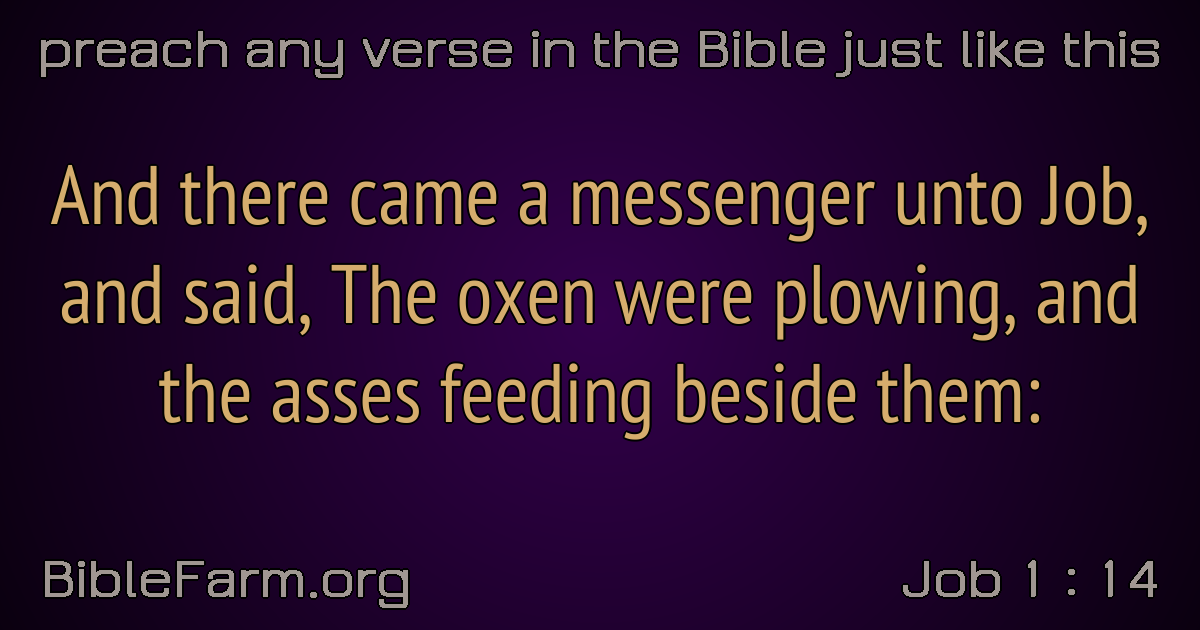 preach any verse in the Bible just like this
And there came a messenger unto Job,
and said, The oxen were plowing, and
the asses feeding beside them:
BibleFarm.org
Job 1 : 14